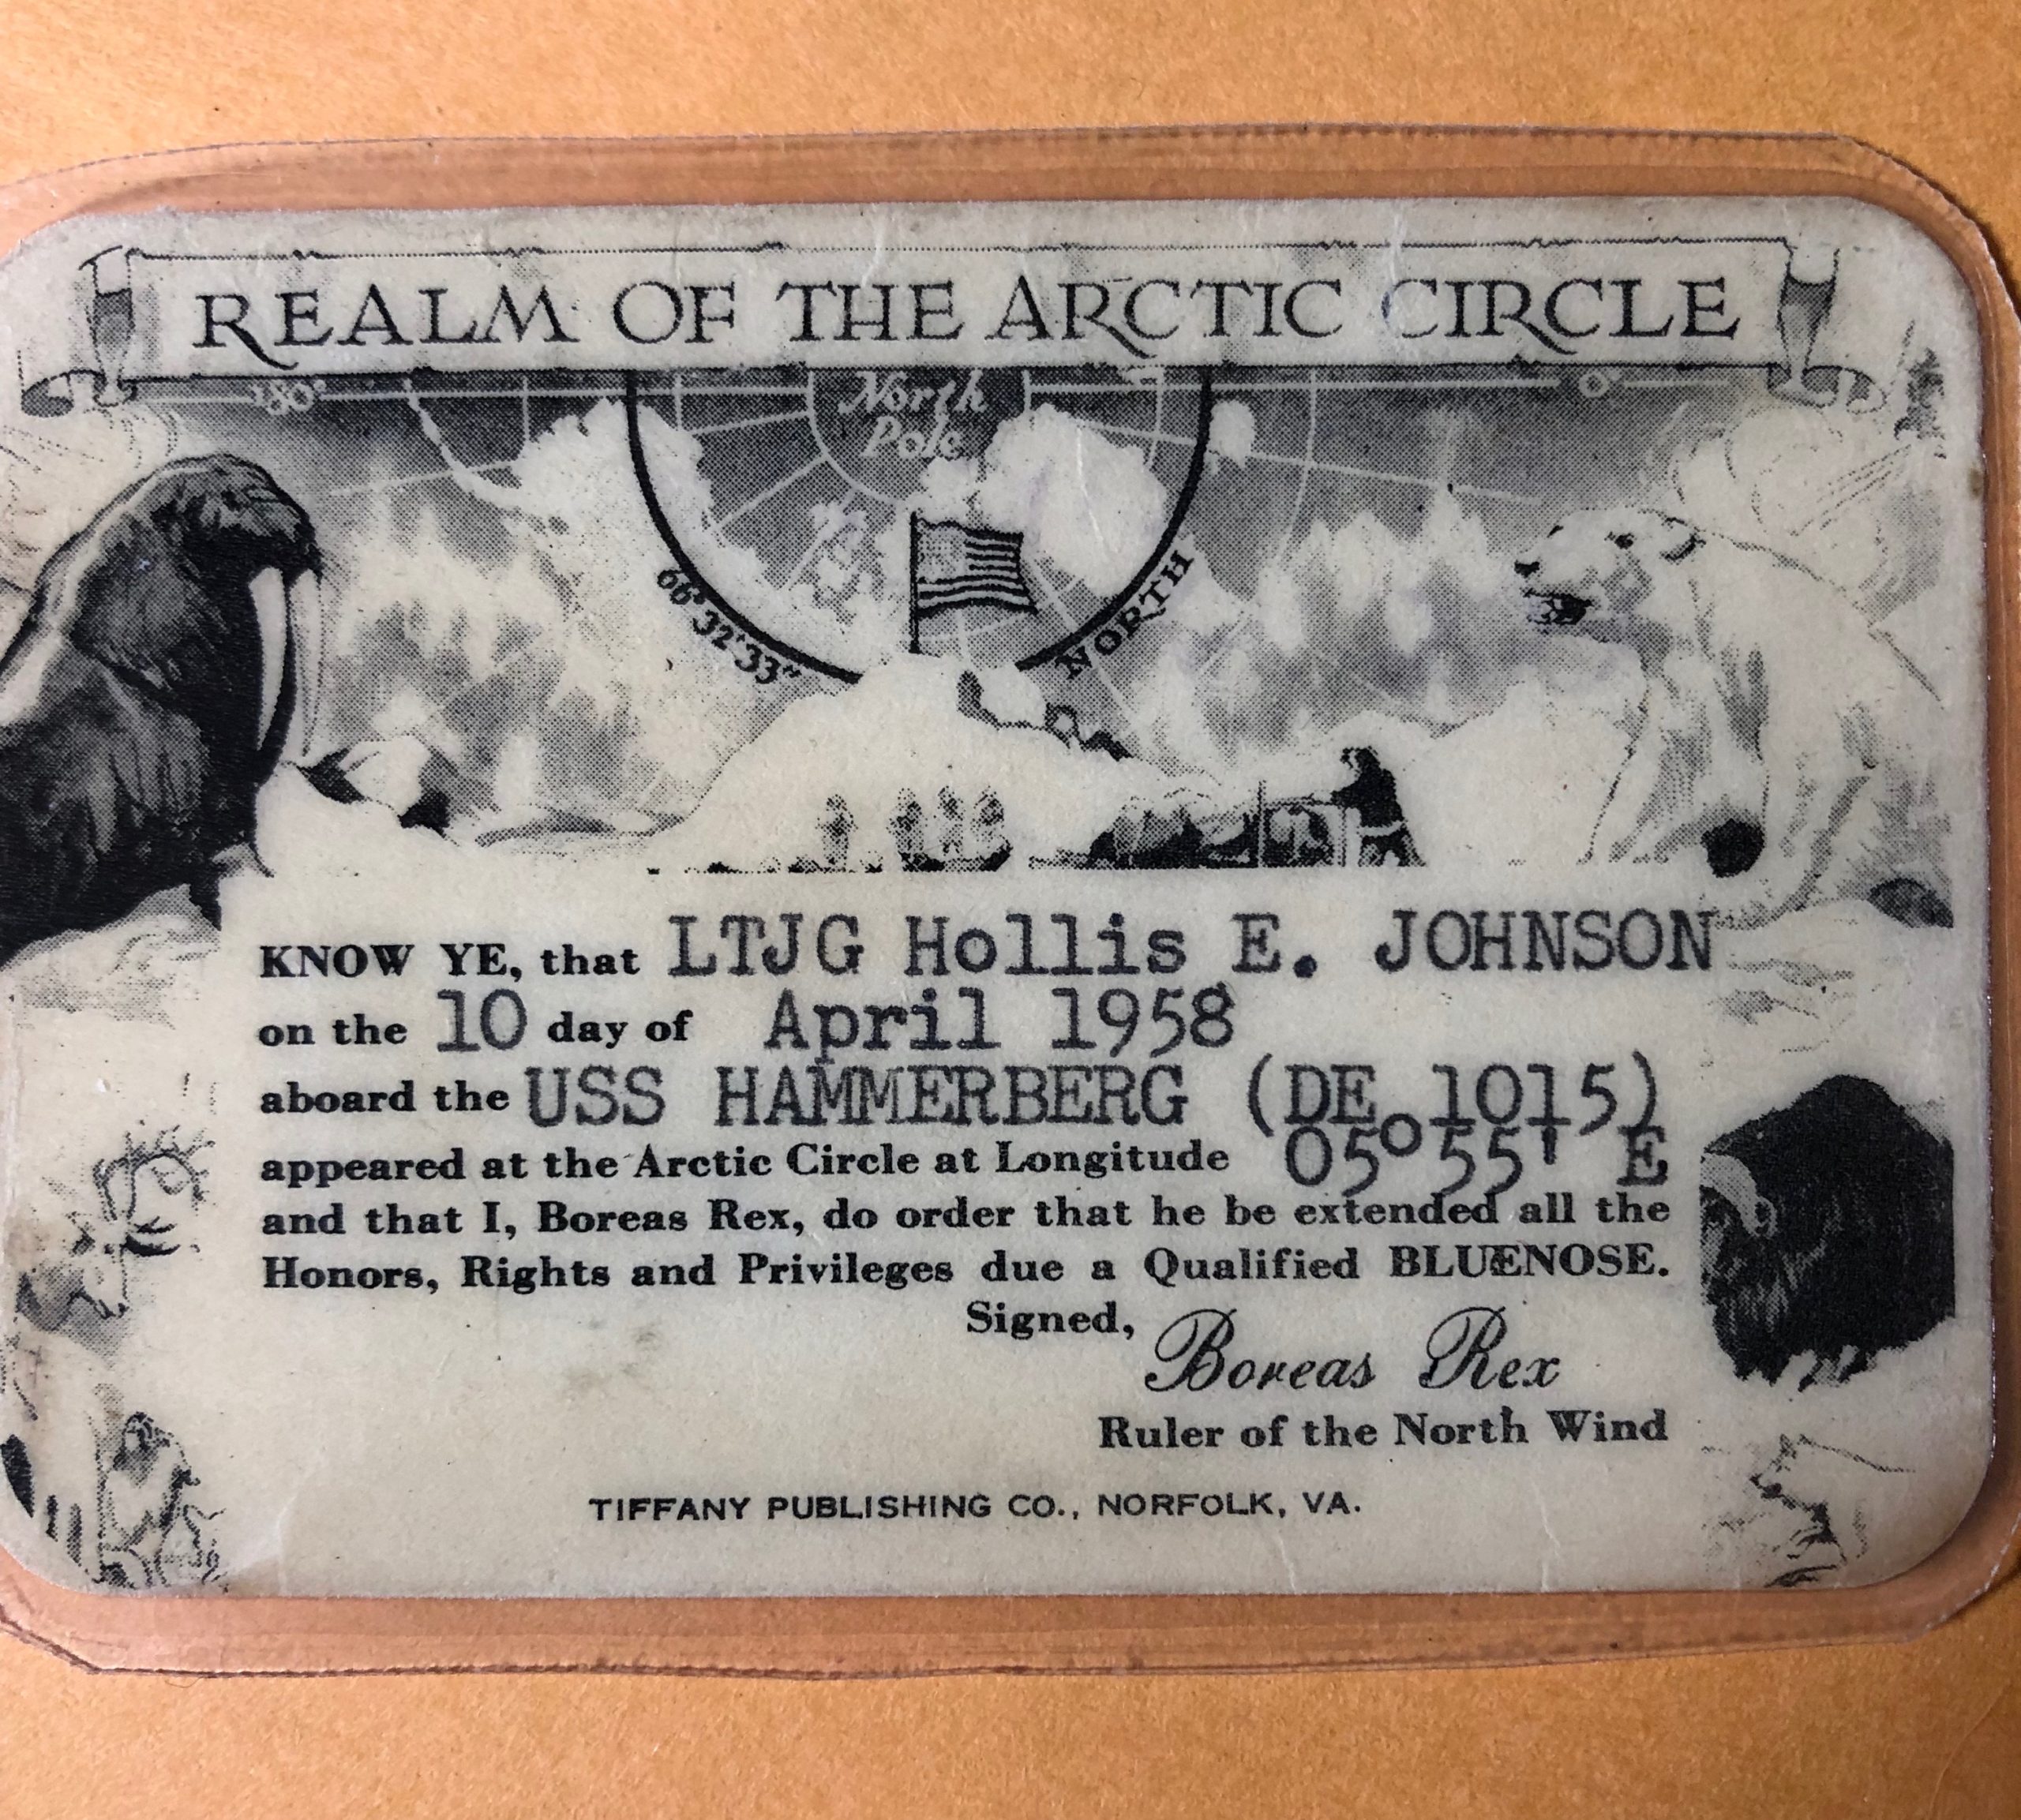 REALM OF THE ARCTIC CIRCLE
180° North 0°
Pole
66° 32' 33" NORTH
KNOW YE, that LTJG Hollis E. JOHNSON
on the 10 day of April 1958
aboard the USS HAMMERBERG (DE 1015)
appeared at the Arctic Circle at Longitude 05° 55' E
and that I, Boreas Rex, do order that he be extended all the
Honors, Rights and Privileges due a Qualified BLUENOSE.
Signed, Boreas Rex
Ruler of the North Wind
TIFFANY PUBLISHING CO., NORFOLK, VA.